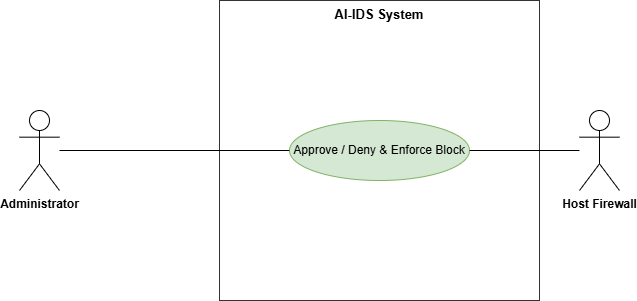 AI-IDS System
Approve / Deny & Enforce Block
Administrator
Host Firewall